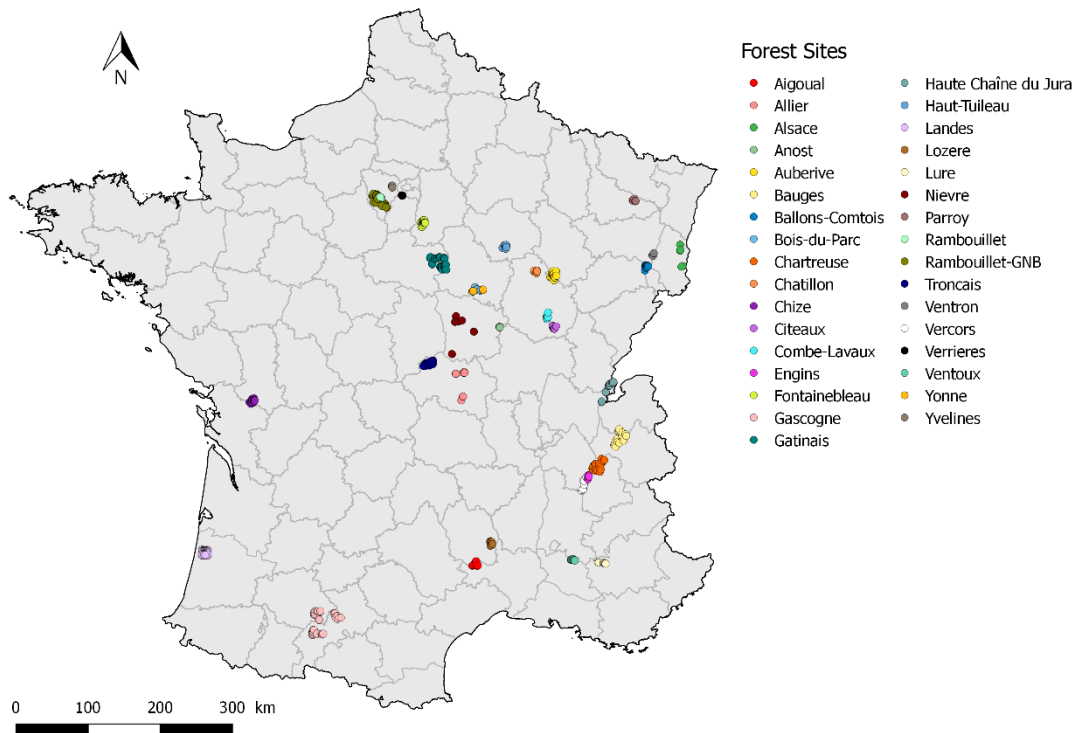 N
Forest Sites
Aigoual
Allier
Alsace
Anost
Auberive
Bauges
Ballons-Comtois
Bois-du-Parc
Chartreuse
Chatillon
Chize
Citeaux
Combe-Lavaux
Engins
Fontainebleau
Gascogne
Gatinais
Haute Chaîne du Jura
Haut-Tuileau
Landes
Lozere
Lure
Nievre
Parroy
Rambouillet
Rambouillet-GNB
Troncais
Ventron
Vercors
Verrieres
Ventoux
Yonne
Yvelines
0 100 200 300 km